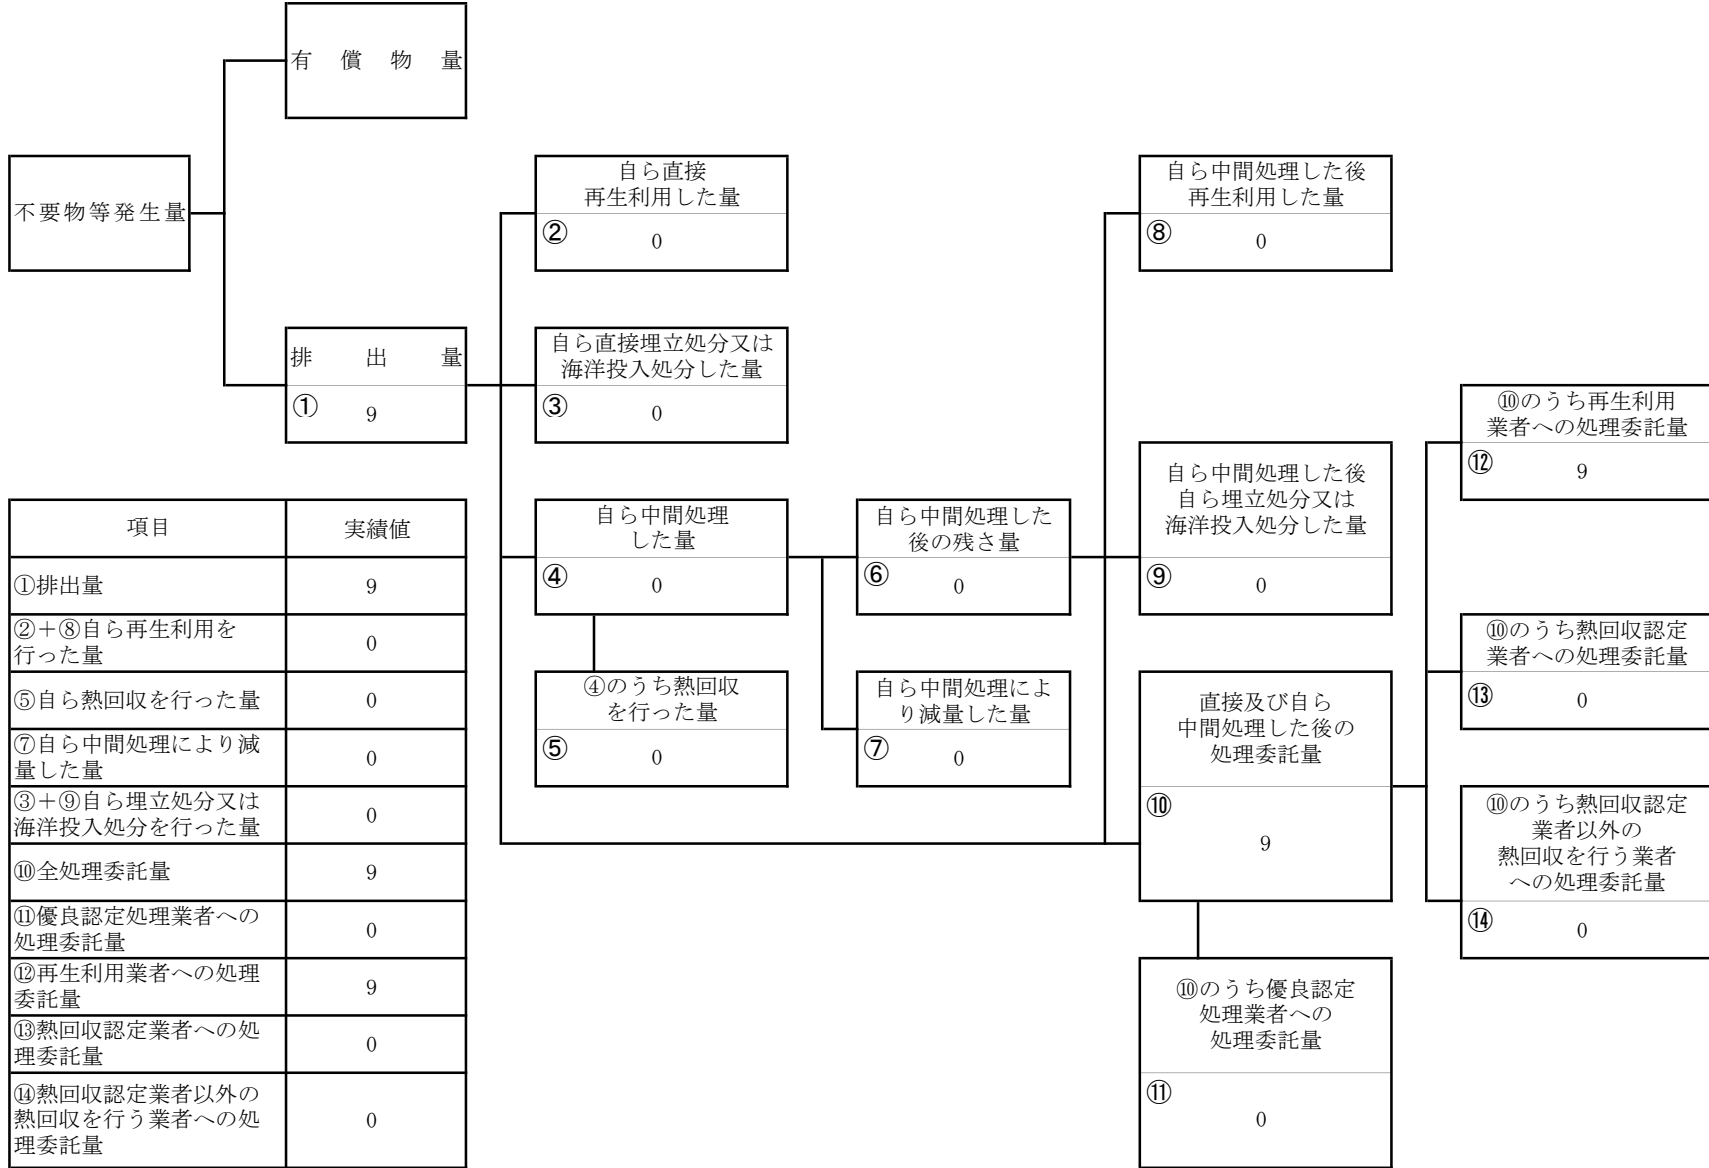 有償物量
不要物等発生量
排出量
①
9
自ら直接
再生利用した量
②
0
自ら直接埋立処分又は
海洋投入処分した量
③
0
自ら中間処理
した量
④
0
④のうち熱回収
を行った量
⑤
0
自ら中間処理した
後の残さ量
⑥
0
自ら中間処理によ
り減量した量
⑦
0
自ら中間処理した後
再生利用した量
⑧
0
自ら中間処理した後
自ら埋立処分又は
海洋投入処分した量
⑨
0
直接及び自ら
中間処理した後の
処理委託量
⑩
9
⑩のうち優良認定
処理業者への
処理委託量
⑪
0
⑩のうち再生利用
業者への処理委託量
⑫
9
⑩のうち熱回収認定
業者への処理委託量
⑬
0
⑩のうち熱回収認定
業者以外の
熱回収を行う業者
への処理委託量
⑭
0
項目 実績値
①排出量 9
②＋⑧自ら再生利用を
行った量 0
⑤自ら熱回収を行った量 0
⑦自ら中間処理により減
量した量 0
③＋⑨自ら埋立処分又は
海洋投入処分を行った量 0
⑩全処理委託量 9
⑪優良認定処理業者への
処理委託量 0
⑫再生利用業者への処理
委託量 9
⑬熱回収認定業者への処
理委託量 0
⑭熱回収認定業者以外の
熱回収を行う業者への処
理委託量 0